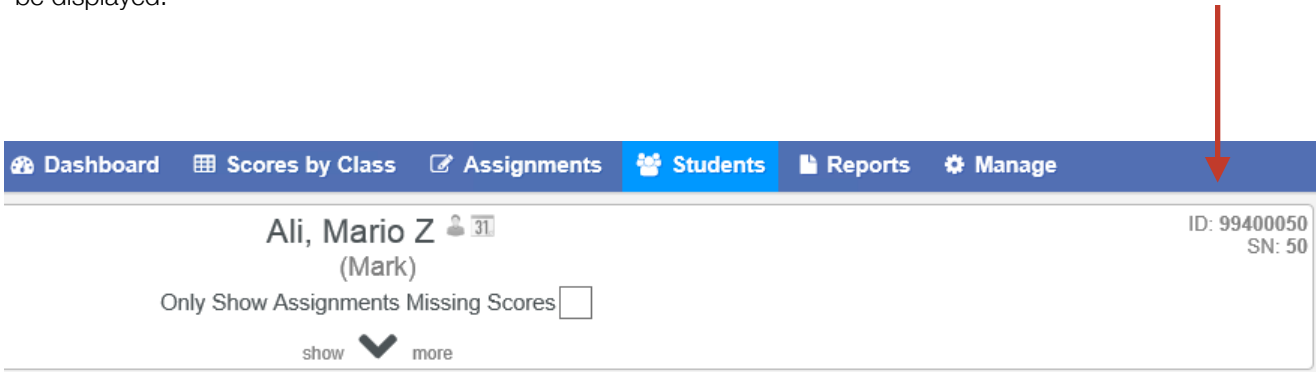 be displayed.
Dashboard Scores by Class Assignments Students Reports Manage
Ali, Mario Z 31
ID: 99400050
SN: 50
(Mark)
Only Show Assignments Missing Scores
show more